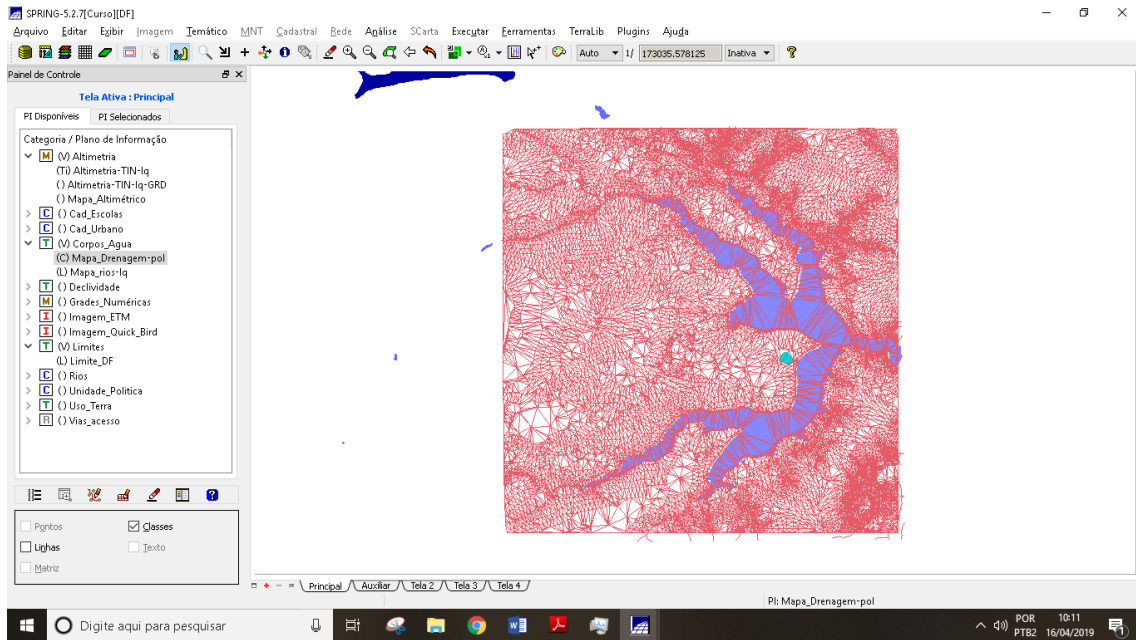 SPRING-5.2.7[Curso][DF]
Arquivo Editar Exibir Imagem Temático MNT Cadastral Rede Análise SCarta Executar Ferramentas TerraLib Plugins Ajuda
Auto 1/ 173035.578125 Inativa
Painel de Controle
Tela Ativa : Principal
PI Disponíveis PI Selecionados
Categoria / Plano de Informação
M (V) Altimetria
(Ti) Altimetria-TIN-lq
() Altimetria-TIN-lq-GRD
() Mapa_Altimétrico
C () Cad_Escolas
C () Cad_Urbano
T (V) Corpos_Agua
(C) Mapa_Drenagem-pol
(L) Mapa_rios-lq
T () Declividade
M () Grades_Numéricas
I () Imagem_ETM
I () Imagem_Quick_Bird
T (V) Limites
(L) Limite_DF
C () Rios
C () Unidade_Politica
T () Uso_Terra
R () Vias_acesso
Pontos Classes
Linhas Texto
Matriz
Principal Auxiliar Tela 2 Tela 3 Tela 4
PI: Mapa_Drenagem-pol
Digite aqui para pesquisar
POR 10:11
PTB2 16/04/2019